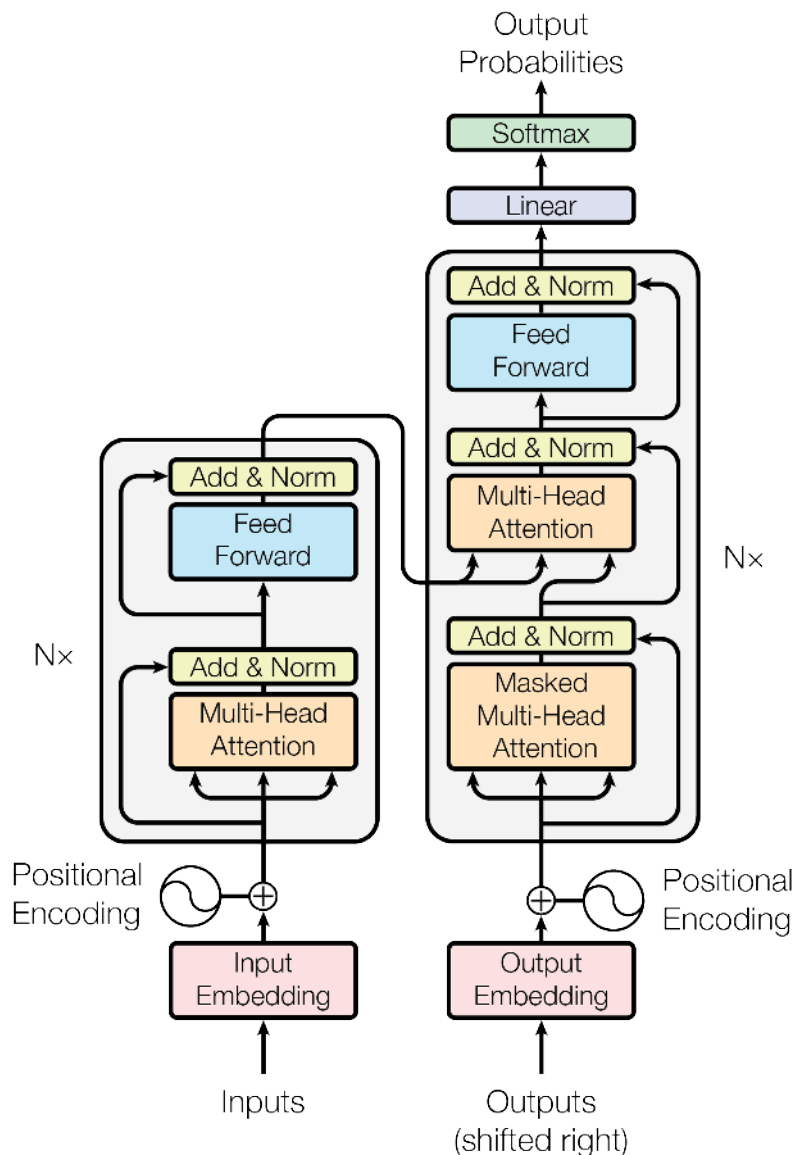 Output
Probabilities
Softmax
Linear
Add & Norm
Feed
Forward
Add & Norm
Multi-Head
Attention
Add & Norm
Masked
Multi-Head
Attention
Nx
Add & Norm
Feed
Forward
Add & Norm
Multi-Head
Attention
Nx
Positional
Encoding
Input
Embedding
Inputs
Positional
Encoding
Output
Embedding
Outputs
(shifted right)